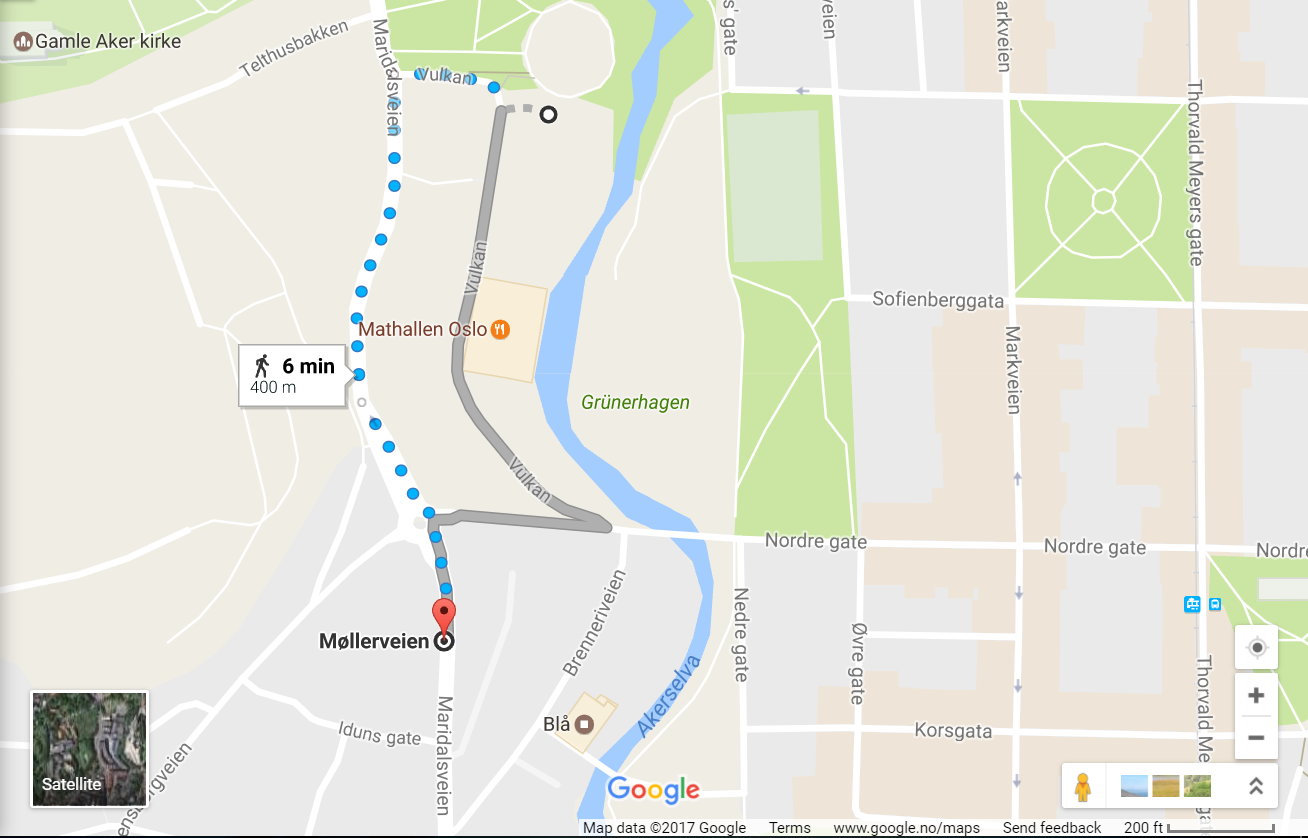 s' gate
veien
arkveien
Gamle Aker kirke
Telthusbakken
Maridalsveien
Vulkan
Thorvald Meyers gate
Vulkan
Sofienberggata
Mathallen Oslo
Markveien
6 min
400 m
Grünerhagen
Vulkan
Nordre gate
Nordre gate
Nordre
Brenneriveien
Nedre gate
Øvre gate
Møllerveien
Akerselva
Thorvald Me
Maridalsveien
Iduns gate
Blå
Korsgata
ensbergveien
Satellite
Google
ga
Map data ©2017 Google Terms www.google.no/maps Send feedback 200 ft